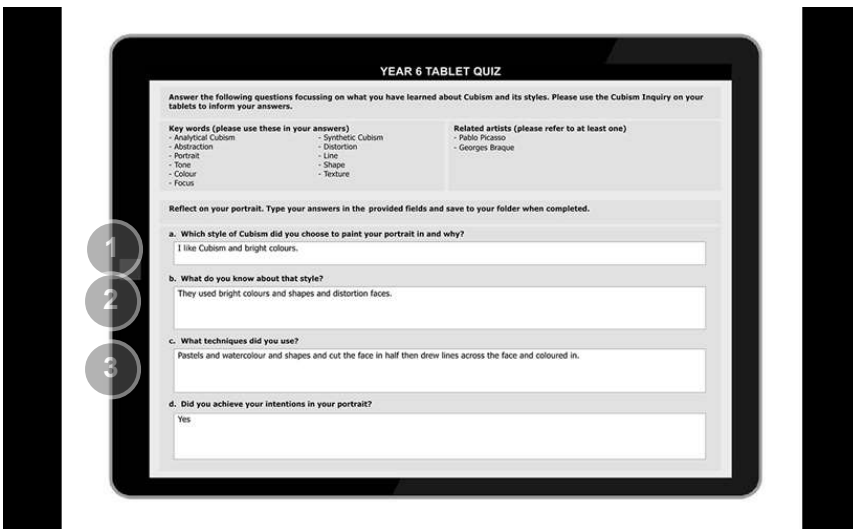 YEAR 6 TABLET QUIZ
Answer the following questions focussing on what you have learned about Cubism and its styles. Please use the Cubism Inquiry on your
tablets to inform your answers.
Key words (please use these in your answers)
- Analytical Cubism
- Abstraction
- Portrait
- Tone
- Colour
- Focus
- Synthetic Cubism
- Distortion
- Line
- Shape
- Texture
Related artists (please refer to at least one)
- Pablo Picasso
- Georges Braque
Reflect on your portrait. Type your answers in the provided fields and save to your folder when completed.
1
a. Which style of Cubism did you choose to paint your portrait in and why?
I like Cubism and bright colours.
2
b. What do you know about that style?
They used bright colours and shapes and distortion faces.
3
c. What techniques did you use?
Pastels and watercolour and shapes and cut the face in half then drew lines across the face and coloured in.
d. Did you achieve your intentions in your portrait?
Yes